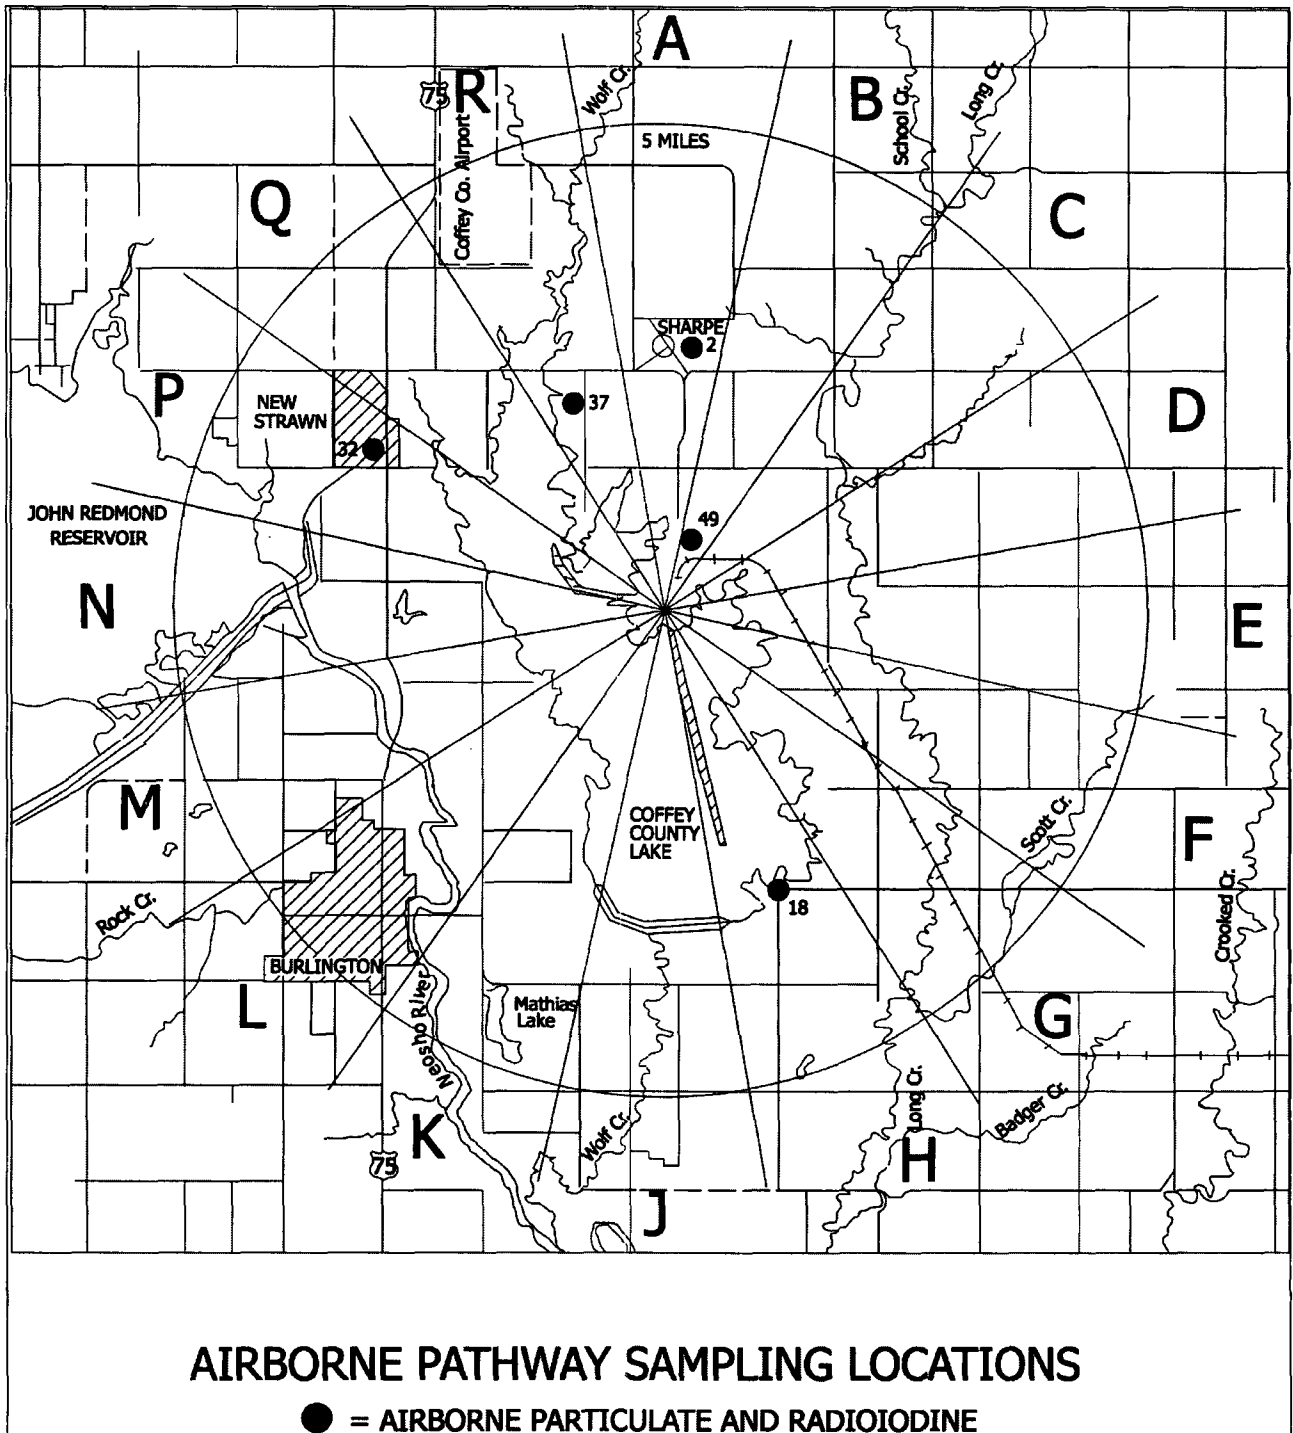 A
R
75
Wolf Cr.
B
School Cr.
Long Cr.
Coffey Co. Airport
5 MILES
Q
C
SHARPE
2
P
NEW
STRAWN
37
D
32
JOHN REDMOND
RESERVOIR
49
N
E
M
COFFEY
COUNTY
LAKE
Scott Cr.
F
Rock Cr.
18
Crooked Cr.
BURLINGTON
L
Neosho River
Mathias
Lake
G
K
75
Wolf Cr.
Long Cr.
Badger Cr.
H
J
AIRBORNE PATHWAY SAMPLING LOCATIONS
= AIRBORNE PARTICULATE AND RADIOIODINE